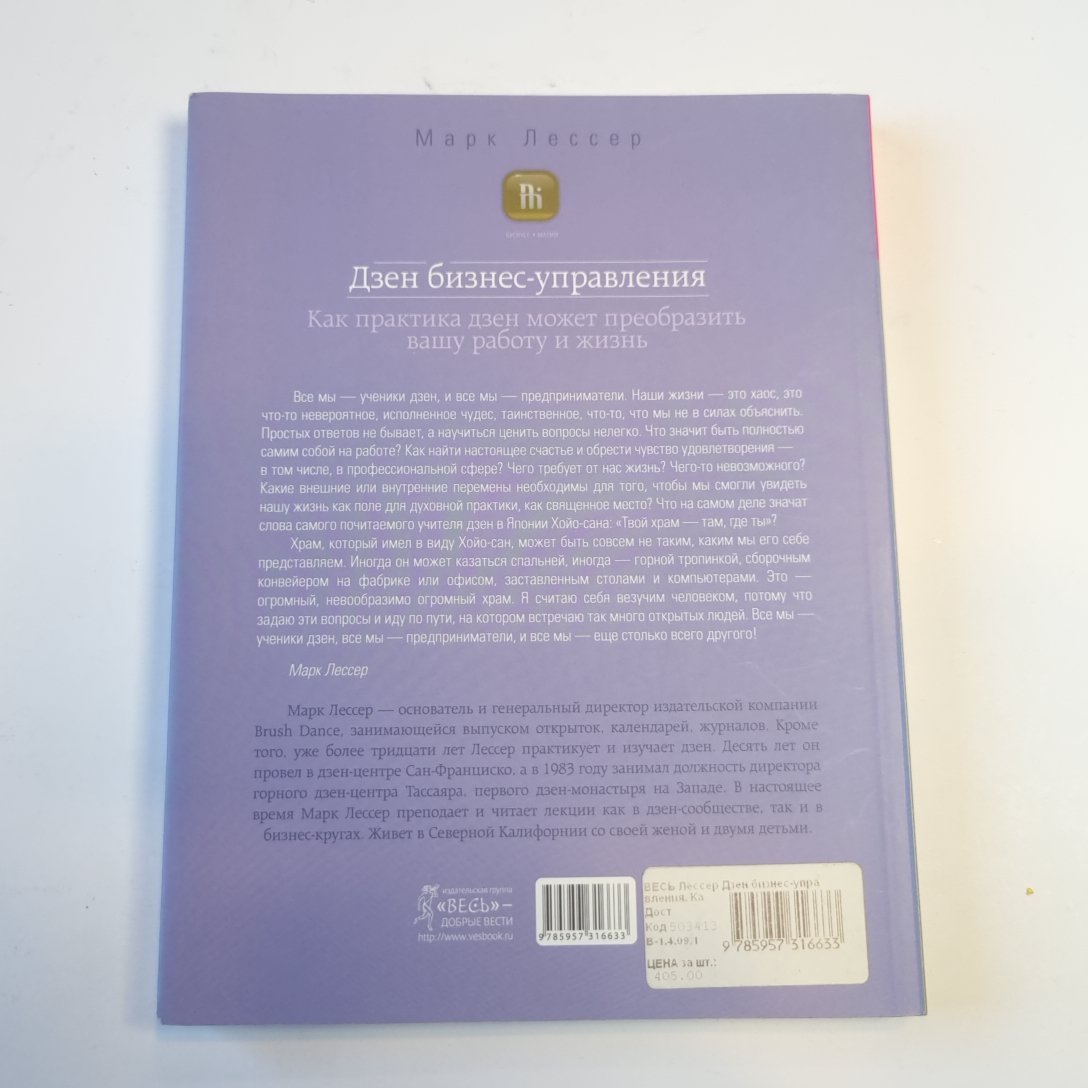 Марк Лессер
БИЗНЕС • МАГИЯ
Дзен бизнес-управления
Как практика дзен может преобразить
вашу работу и жизнь
Все мы — ученики дзен, и все мы — предприниматели. Наши жизни — это хаос, это
что-то невероятное, исполненное чудес, таинственное, что-то, что мы не в силах объяснить.
Простых ответов не бывает, а научиться ценить вопросы нелегко. Что значит быть полностью
самим собой на работе? Как найти настоящее счастье и обрести чувство удовлетворения —
в том числе, в профессиональной сфере? Чего требует от нас жизнь? Чего-то невозможного?
Какие внешние или внутренние перемены необходимы для того, чтобы мы смогли увидеть
нашу жизнь как поле для духовной практики, как священное место? Что на самом деле значат
слова самого почитаемого учителя дзен в Японии Хойо-сана: «Твой храм — там, где ты»?
Храм, который имел в виду Хойо-сан, может быть совсем не таким, каким мы его себе
представляем. Иногда он может казаться спальней, иногда — горной тропинкой, сборочным
конвейером на фабрике или офисом, заставленным столами и компьютерами. Это —
огромный, невообразимо огромный храм. Я считаю себя везучим человеком, потому что
задаю эти вопросы и иду по пути, на котором встречаю так много открытых людей. Все мы —
ученики дзен, все мы — предприниматели, и все мы — еще столько всего другого!
Марк Лессер
Марк Лессер — основатель и генеральный директор издательской компании
Brush Dance, занимающейся выпуском открыток, календарей, журналов. Кроме
того, уже более тридцати лет Лессер практикует и изучает дзен. Десять лет он
провел в дзен-центре Сан-Франциско, а в 1983 году занимал должность директора
горного дзен-центра Тассаяра, первого дзен-монастыря на Западе. В настоящее
время Марк Лессер преподает и читает лекции как в дзен-сообществе, так и в
бизнес-кругах. Живет в Северной Калифорнии со своей женой и двумя детьми.
издательская группа
«ВЕСЬ» —
ДОБРЫЕ ВЕСТИ
http://www.vesbook.ru
9 785957 316633
ВЕСЬ Лессер Дзен бизнес-упра
вления. Ка
Дост
Код 503413
В-1.4.09.1
9 785957 316633
ЦЕНА за шт.:
405.00